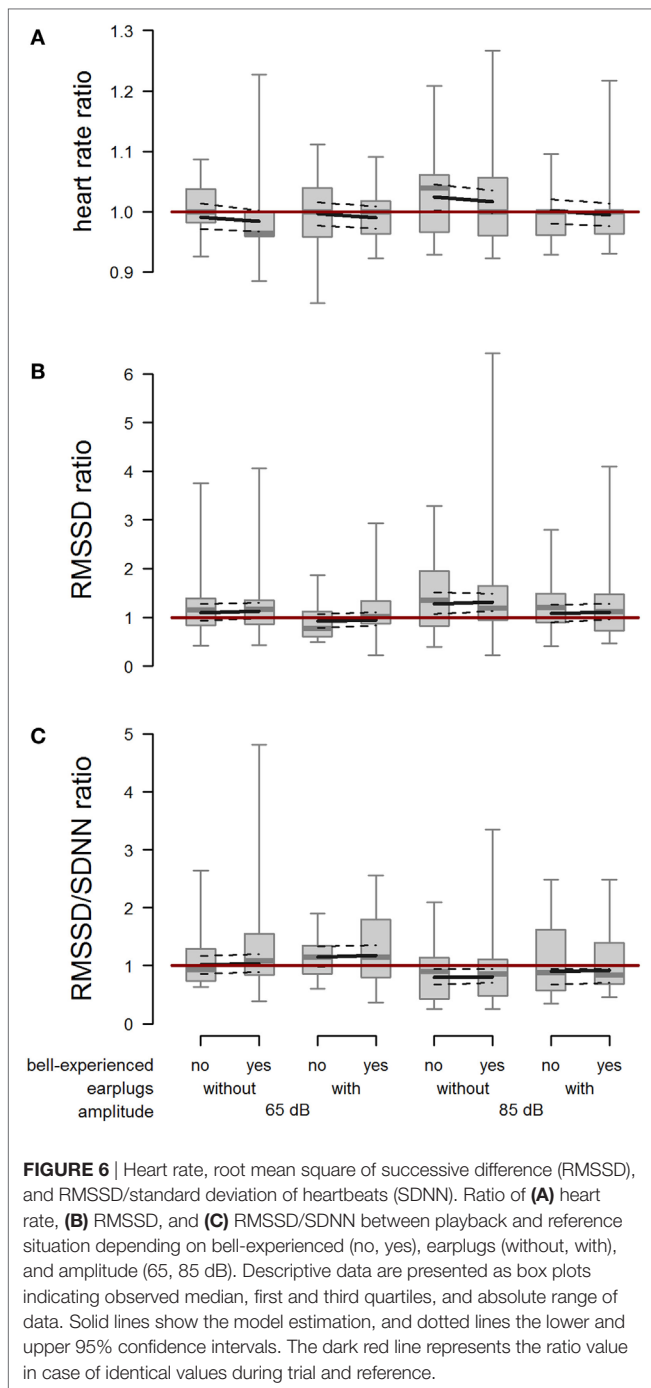 A
heart rate ratio
1.3
1.2
1.1
1.0
0.9
B
RMSSD ratio
6
5
4
3
2
1
0
C
RMSSD/SDNN ratio
5
4
3
2
1
0
bell-experienced no yes no yes no yes no yes
earplugs without with without with
amplitude 65 dB 85 dB
FIGURE 6 | Heart rate, root mean square of successive difference (RMSSD),
and RMSSD/standard deviation of heartbeats (SDNN). Ratio of (A) heart
rate, (B) RMSSD, and (C) RMSSD/SDNN between playback and reference
situation depending on bell-experienced (no, yes), earplugs (without, with),
and amplitude (65, 85 dB). Descriptive data are presented as box plots
indicating observed median, first and third quartiles, and absolute range of
data. Solid lines show the model estimation, and dotted lines the lower and
upper 95% confidence intervals. The dark red line represents the ratio value
in case of identical values during trial and reference.